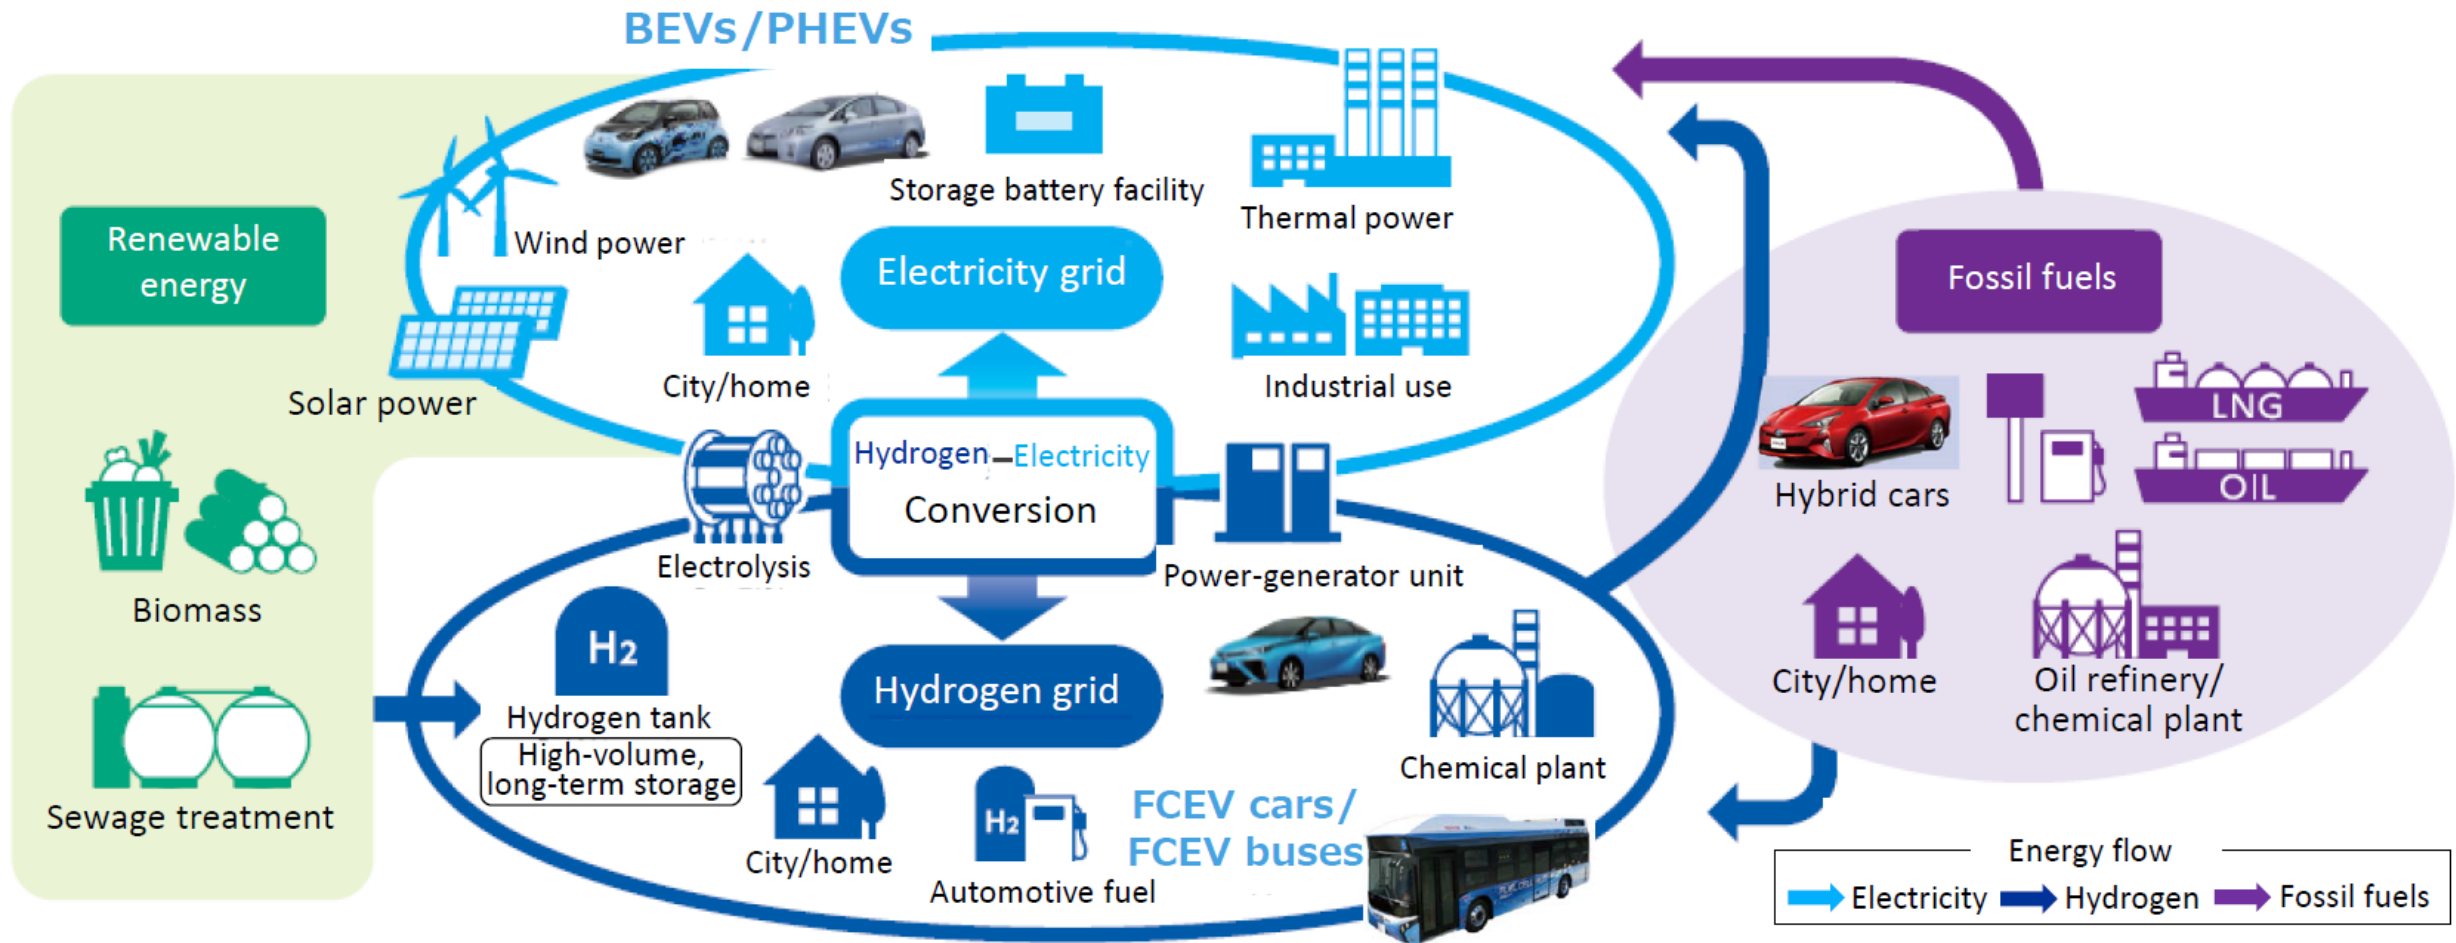 BEVs/PHEVs
Renewable
energy
Wind power
Storage battery facility
Thermal power
Electricity grid
Fossil fuels
Solar power
City/home
Industrial use
LNG
OIL
Hybrid cars
Hydrogen–Electricity
Conversion
Electrolysis
Power-generator unit
Biomass
H2
Hydrogen tank
High-volume,
long-term storage
Hydrogen grid
City/home
Oil refinery/
chemical plant
Chemical plant
Sewage treatment
City/home
H2
Automotive fuel
FCEV cars/
FCEV buses
Energy flow
Electricity
Hydrogen
Fossil fuels